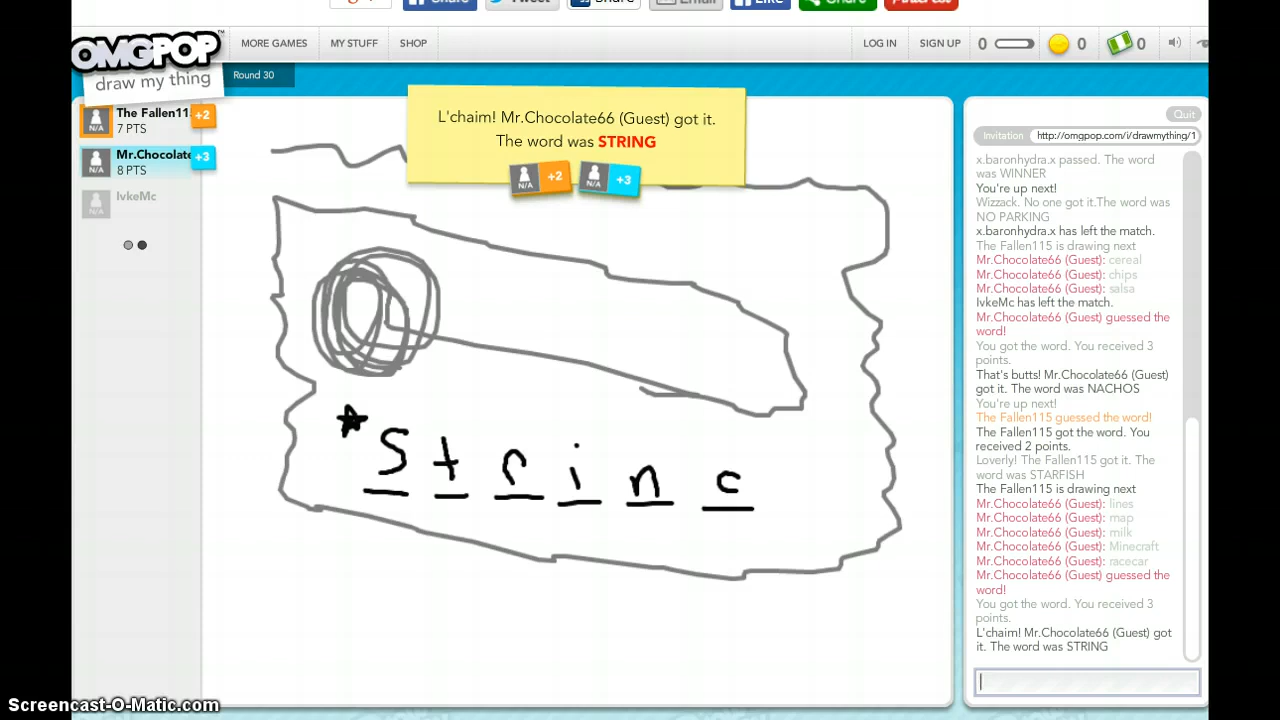 Share
Tweet
Share
Email
Like
Share
Pinterest
OMGPOP
draw my thing
MORE GAMES
MY STUFF
SHOP
LOG IN
SIGN UP
0
0
0
Round 30
The Fallen11
7 PTS
+2
Mr.Chocolate
8 PTS
+3
IvkeMc
N/A
N/A
N/A
L'chaim! Mr.Chocolate66 (Guest) got it.
The word was STRING
N/A +2
N/A +3
S t r i n c
Quit
Invitation http://omgpop.com/i/drawmything/1
x.baronhydra.x passed. The word
was WINNER
You're up next!
Wizzack. No one got it.The word was
NO PARKING
x.baronhydra.x has left the match.
The Fallen115 is drawing next
Mr.Chocolate66 (Guest): cereal
Mr.Chocolate66 (Guest): chips
Mr.Chocolate66 (Guest): salsa
IvkeMc has left the match.
Mr.Chocolate66 (Guest) guessed the
word!
You got the word. You received 3
points.
That's butts! Mr.Chocolate66 (Guest)
got it. The word was NACHOS
You're up next!
The Fallen115 guessed the word!
The Fallen115 got the word. You
received 2 points.
Loverly! The Fallen115 got it. The
word was STARFISH
The Fallen115 is drawing next
Mr.Chocolate66 (Guest): lines
Mr.Chocolate66 (Guest): map
Mr.Chocolate66 (Guest): milk
Mr.Chocolate66 (Guest): Minecraft
Mr.Chocolate66 (Guest): racecar
Mr.Chocolate66 (Guest) guessed the
word!
You got the word. You received 3
points.
L'chaim! Mr.Chocolate66 (Guest) got
it. The word was STRING
Screencast-O-Matic.com